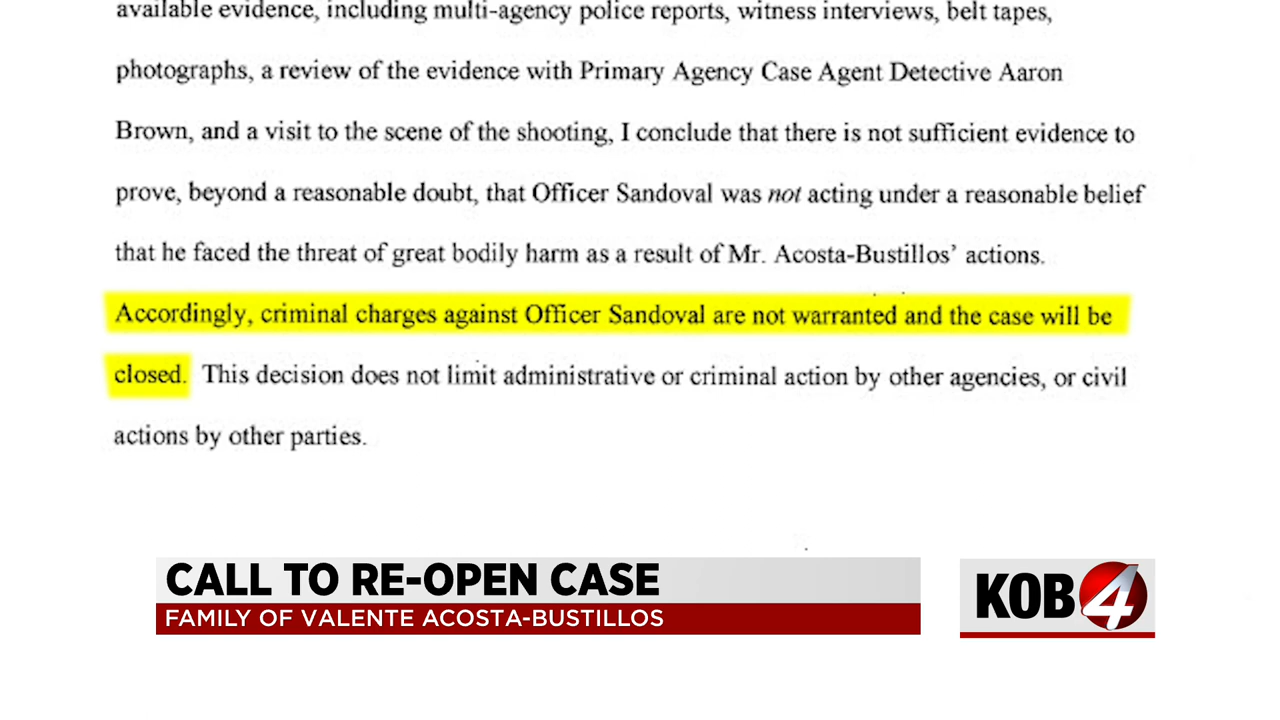 available evidence, including multi-agency police reports, witness interviews, belt tapes,
photographs, a review of the evidence with Primary Agency Case Agent Detective Aaron
Brown, and a visit to the scene of the shooting, I conclude that there is not sufficient evidence to
prove, beyond a reasonable doubt, that Officer Sandoval was not acting under a reasonable belief
that he faced the threat of great bodily harm as a result of Mr. Acosta-Bustillos’ actions.
Accordingly, criminal charges against Officer Sandoval are not warranted and the case will be
closed. This decision does not limit administrative or criminal action by other agencies, or civil
actions by other parties.
CALL TO RE-OPEN CASE
FAMILY OF VALENTE ACOSTA-BUSTILLOS
KOB 4